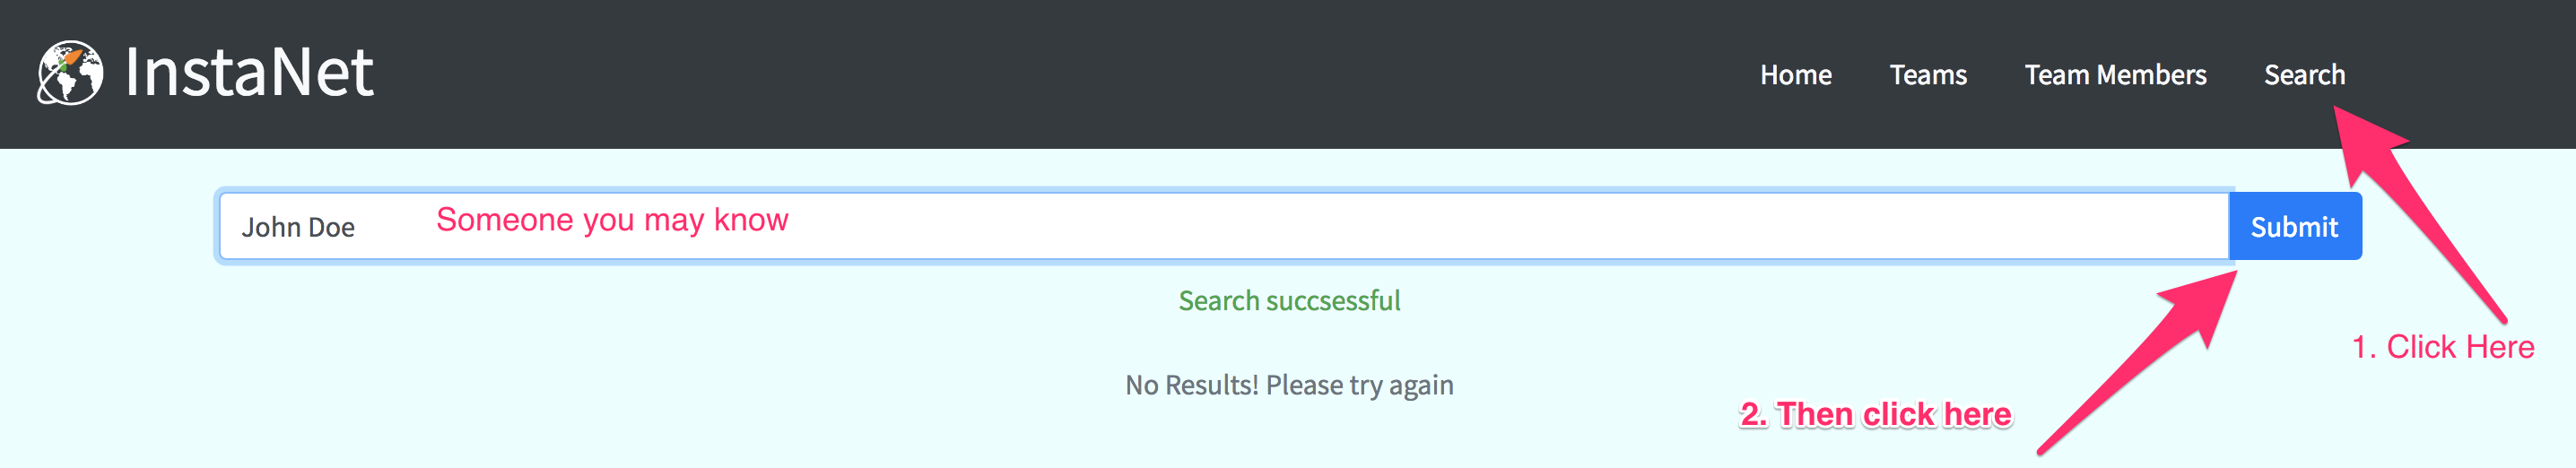 InstaNet
Home Teams Team Members Search
John Doe Someone you may know
Submit
Search succsessful
1. Click Here
No Results! Please try again
2. Then click here